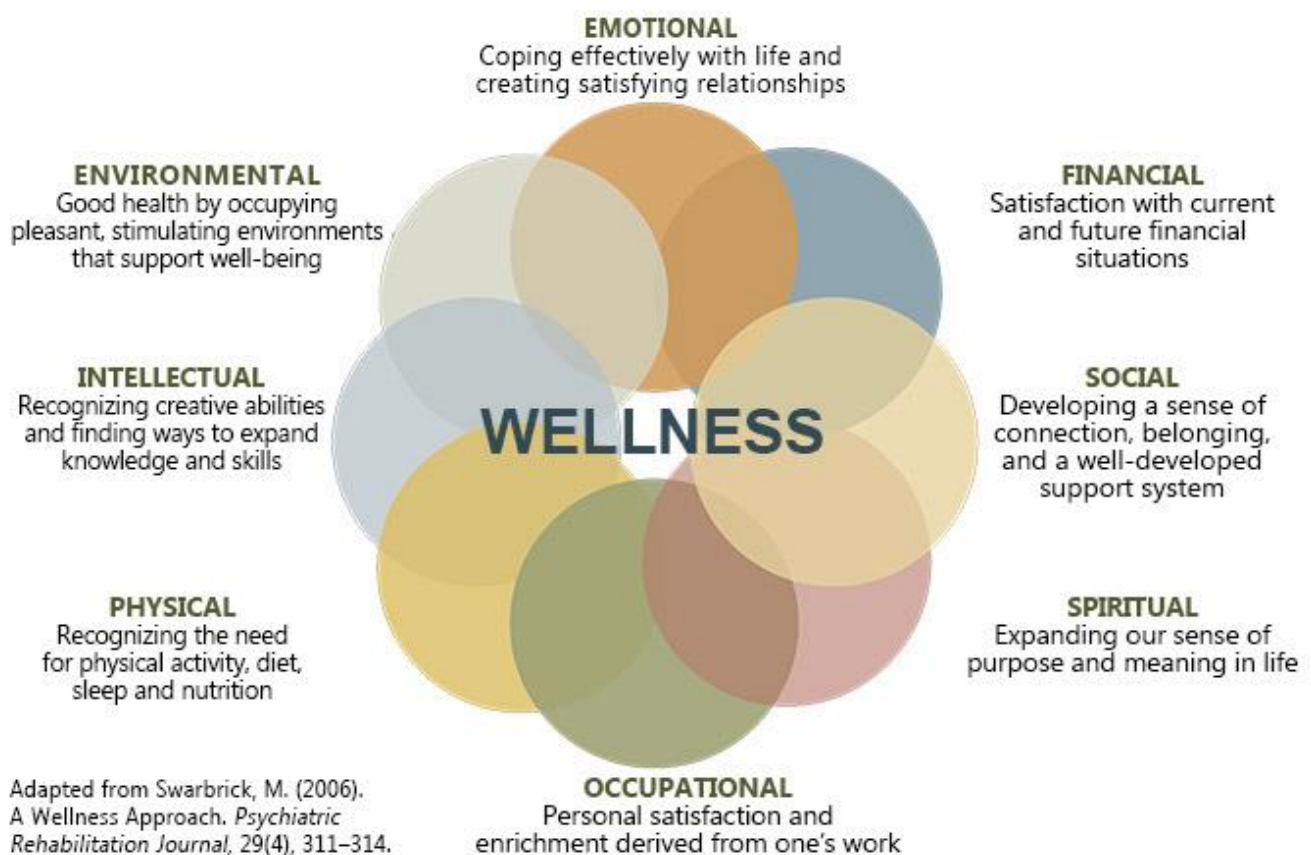 EMOTIONAL
Coping effectively with life and
creating satisfying relationships
ENVIRONMENTAL
Good health by occupying
pleasant, stimulating environments
that support well-being
FINANCIAL
Satisfaction with current
and future financial
situations
INTELLECTUAL
Recognizing creative abilities
and finding ways to expand
knowledge and skills
WELLNESS
SOCIAL
Developing a sense of
connection, belonging,
and a well-developed
support system
PHYSICAL
Recognizing the need
for physical activity, diet,
sleep and nutrition
SPIRITUAL
Expanding our sense of
purpose and meaning in life
OCCUPATIONAL
Personal satisfaction and
enrichment derived from one's work
Adapted from Swarbrick, M. (2006).
A Wellness Approach. Psychiatric
Rehabilitation Journal, 29(4), 311–314.